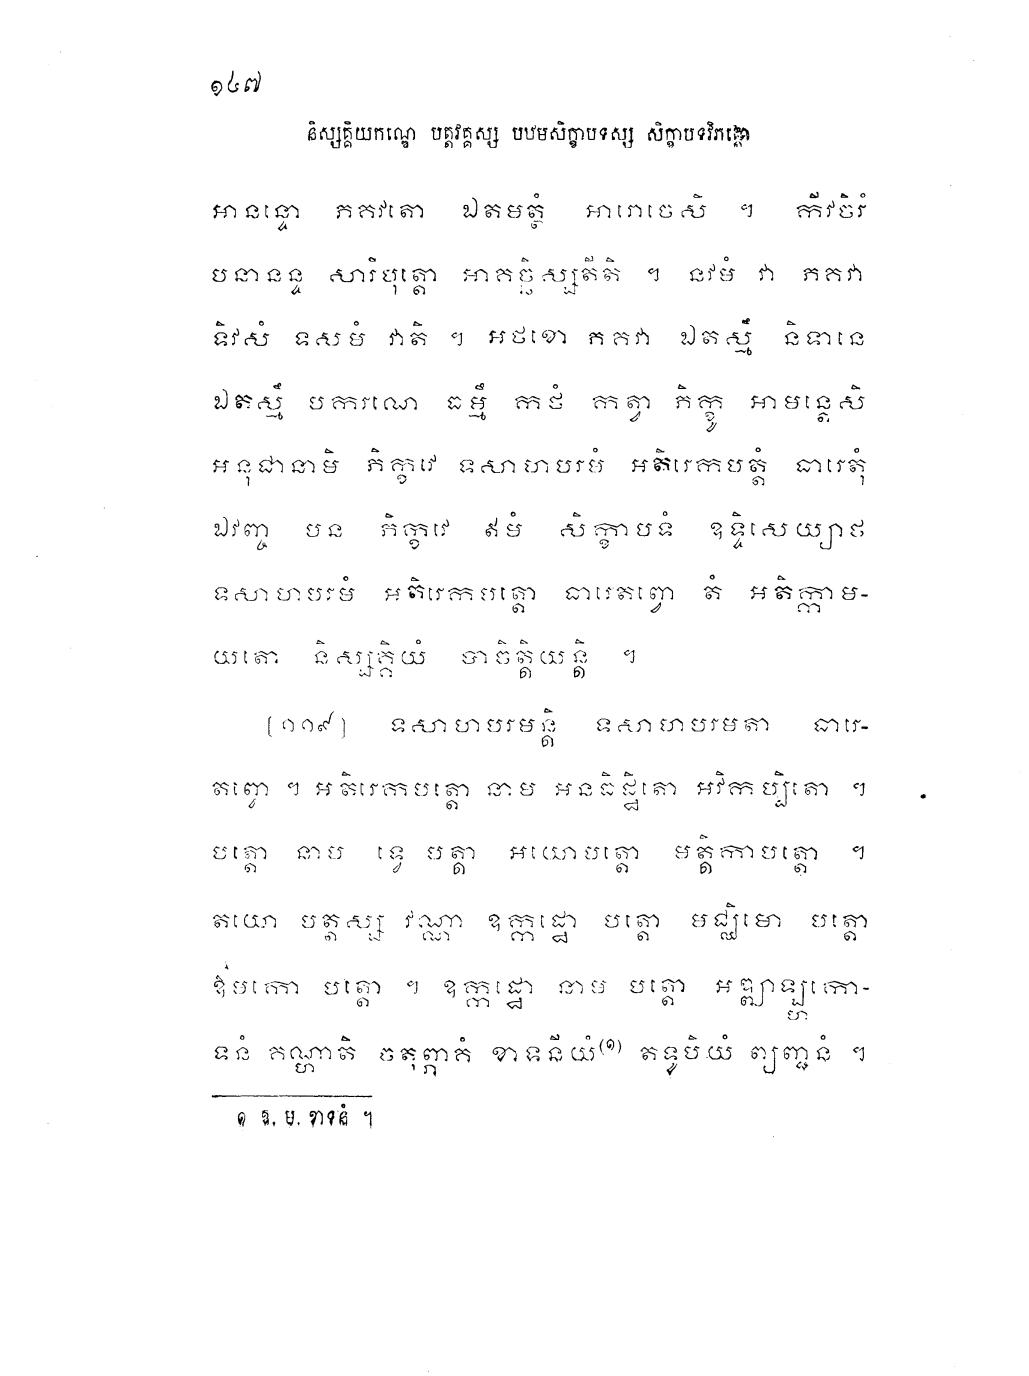 ១៤៧
និស្សគ្គិយកណ្ឌេ បត្តវគ្គស្ស បឋមសិក្ខាបទស្ស សិក្ខាបទវិភង្គោ
អានន្ទោ ភគវតោ ឯតមត្ថំ អារោចេសិ ។ កីវចិរំ
បនានន្ទ សារីបុត្តោ អាគច្ឆិស្សតីតិ ។ នវមំ វា ភគវា
ទិវសំ ទសមំ វាតិ ។ អថខោ ភគវា ឯតស្មឹ និទានេ
ឯតស្មឹ បករណេ ធម្មឹ កថំ កត្វា ភិក្ខូ អាមន្តេសិ
អនុជានាមិ ភិក្ខវេ ទសាហបរមំ អតិរេកបត្តំ ធារេតុំ
ឯវញ្ច បន ភិក្ខវេ ឥមំ សិក្ខាបទំ ឧទ្ទិសេយ្យាថ
ទសាហបរមំ អតិរេកបត្តោ ធារេតព្វោ តំ អតិក្កាម-
យតោ និស្សគ្គិយំ បាចិត្តិយន្តិ ។
[១១៩] ទសាហបរមន្តិ ទសាហបរមតា ធារេ-
តព្វោ ។ អតិរេកបត្តោ នាម អនធិដ្ឋិតោ អវិកប្បិតោ ។
បត្តោ នាម ទ្វេ បត្តា អយោបត្តោ មត្តិកាបត្តោ ។
តយោ បត្តស្ស វណ្ណា ឧក្កដ្ឋោ បត្តោ មជ្ឈិមោ បត្តោ
ឱមកោ បត្តោ ។ ឧក្កដ្ឋោ នាម បត្តោ អឌ្ឍាឡ្ហកោ-
ទនំ គណ្ហាតិ ចតុព្ភាគំ ខាទនីយំ(១) តទូបិយំ ព្យញ្ជនំ ។
១ ឱ. ម. ខាទនំ ។